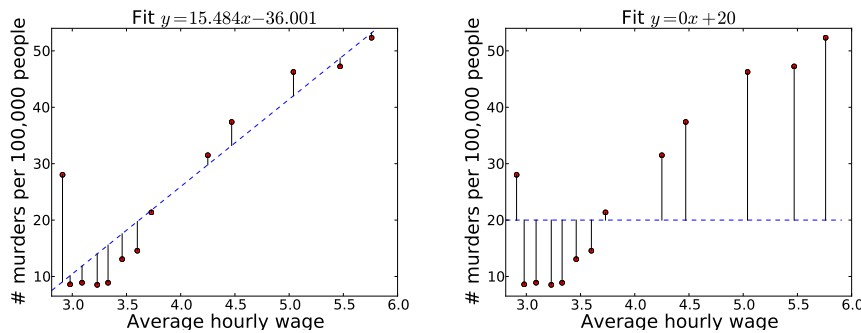 Fit y=15.484x−36.001
# murders per 100,000 people
50
40
30
20
10
3.0 3.5 4.0 4.5 5.0 5.5 6.0
Average hourly wage
Fit y=0x+20
# murders per 100,000 people
50
40
30
20
10
3.0 3.5 4.0 4.5 5.0 5.5 6.0
Average hourly wage